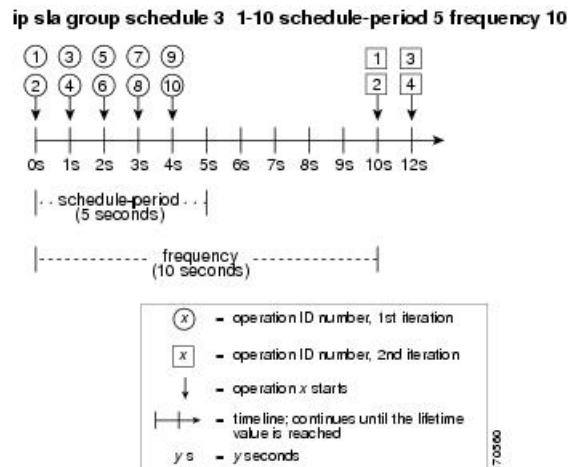 ip sla group schedule 3 1-10 schedule-period 5 frequency 10
1 3 5 7 9 1 3
2 4 6 8 10 2 4
0s 1s 2s 3s 4s 5s 6s 7s 8s 9s 10s 12s
schedule-period
(5 seconds)
frequency
(10 seconds)
x = operation ID number, 1st iteration
x = operation ID number, 2nd iteration
= operation x starts
= timeline; continues until the lifetime
value is reached
y s = y seconds
70560